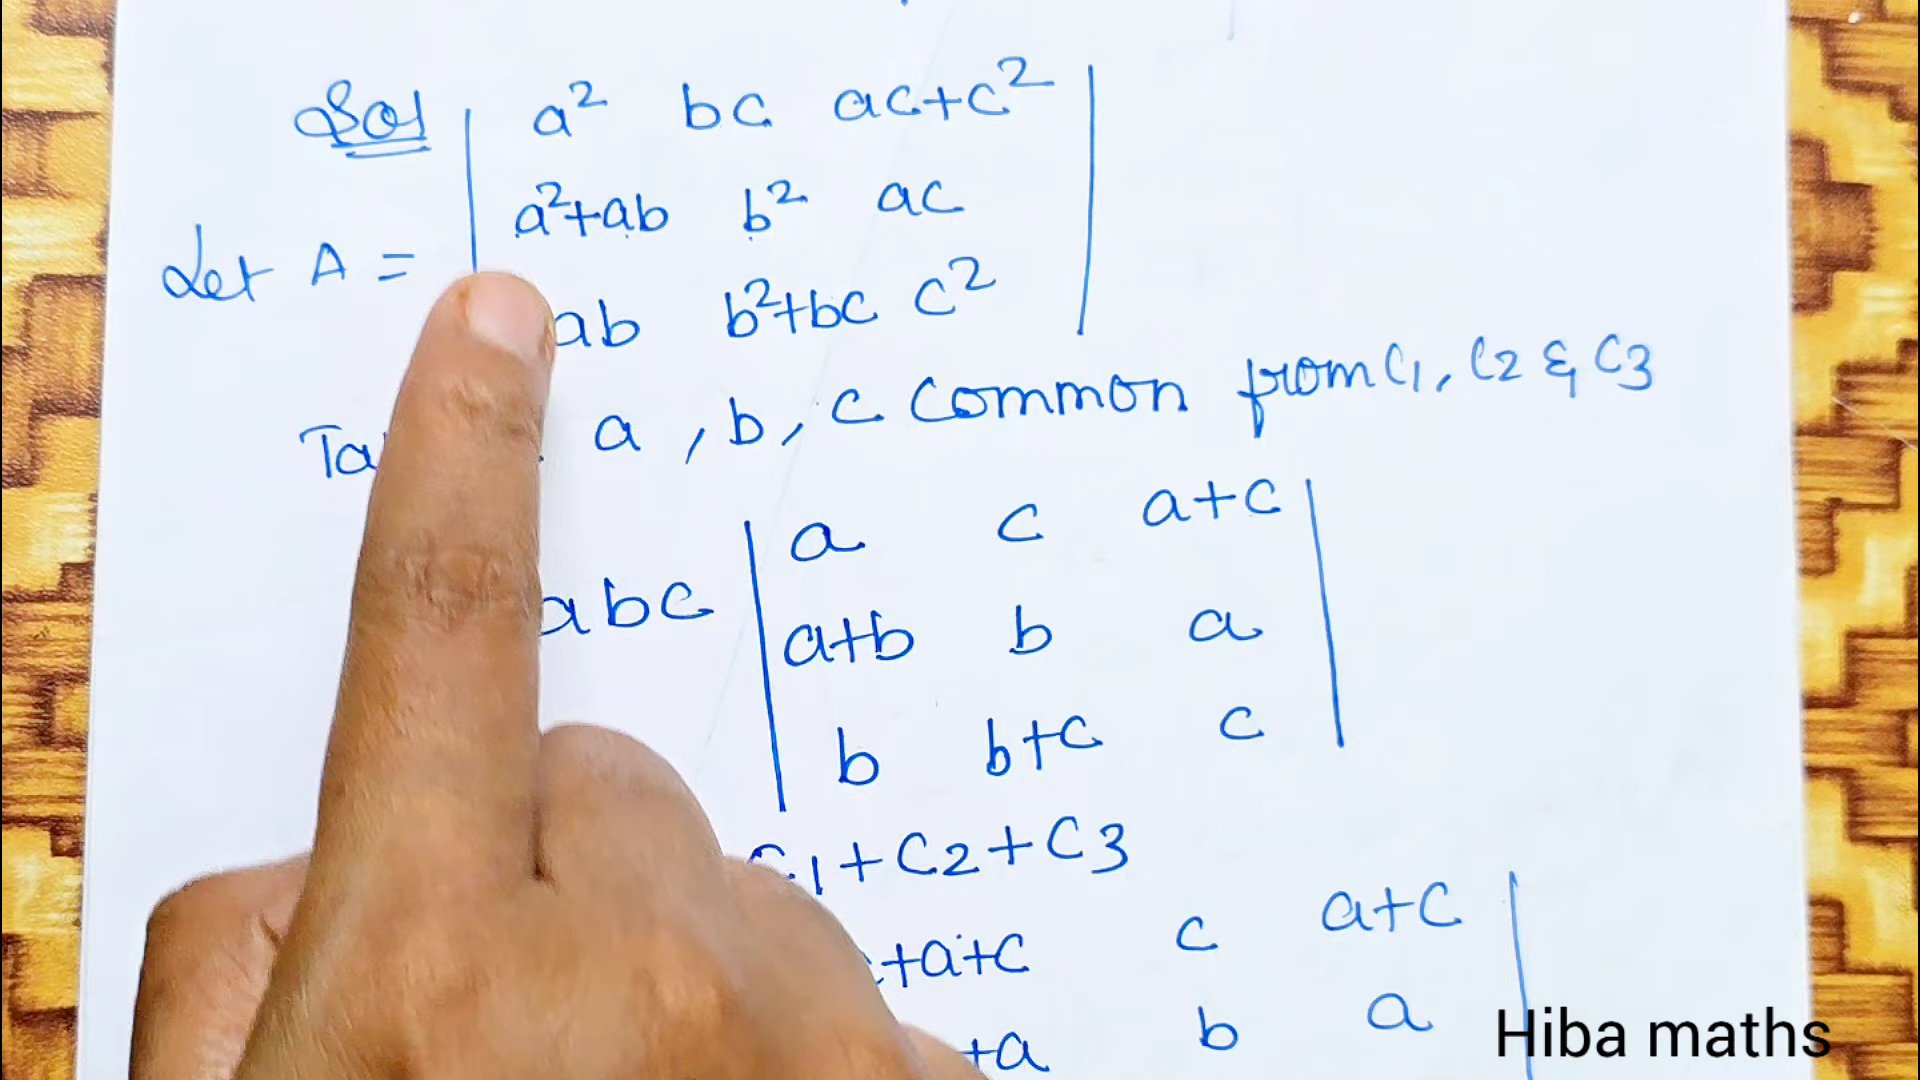 Sol
a² bc ac+c²
a²+ab b² ac
Let A =
ab b²+bc c²
a, b, c common from C1, C2 & C3
a c a+c
abc
a+b b a
b b+c c
C1+C2+C3
+a+c c a+c
+a b a
Hiba maths